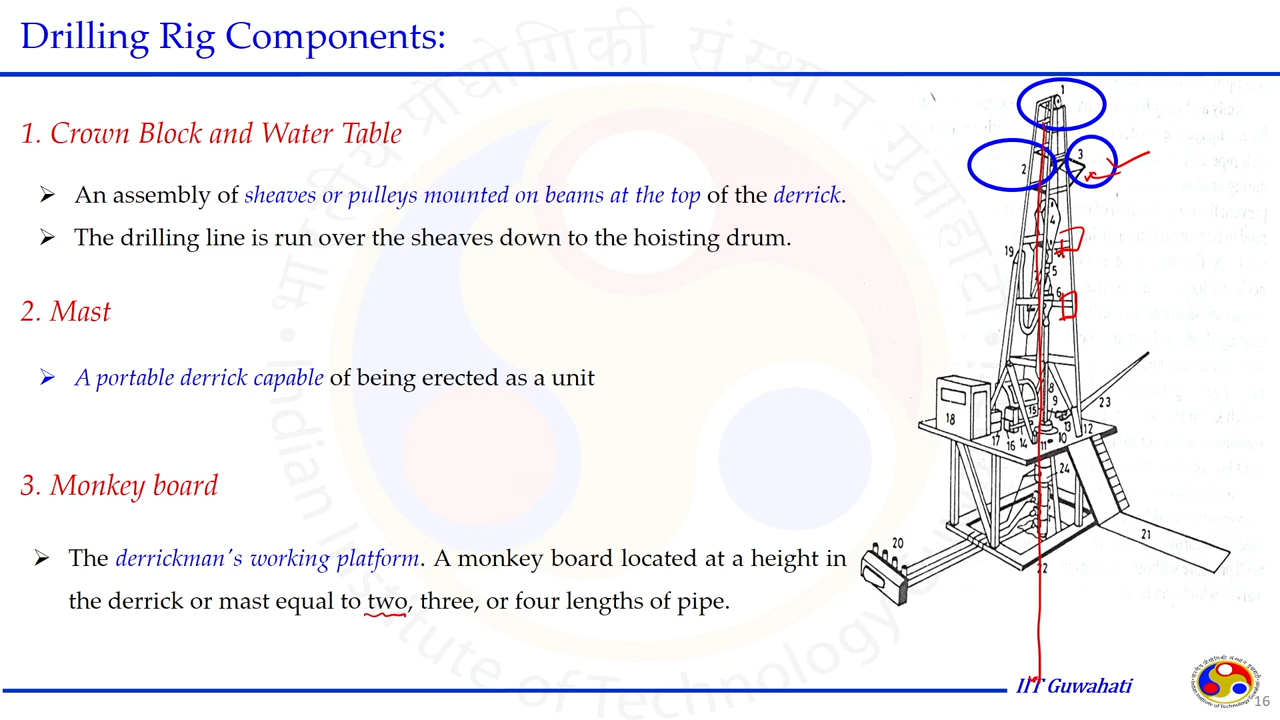 Drilling Rig Components:
1. Crown Block and Water Table
➢ An assembly of sheaves or pulleys mounted on beams at the top of the derrick.
➢ The drilling line is run over the sheaves down to the hoisting drum.
2. Mast
➢ A portable derrick capable of being erected as a unit
3. Monkey board
➢ The derrickman's working platform. A monkey board located at a height in
the derrick or mast equal to two, three, or four lengths of pipe.
1
3
2
4
19
5
6
8
9
23
18
15
13
12
17
16
14
11
10
24
20
21
22
IIT Guwahati
16
Indian Institute of Technology